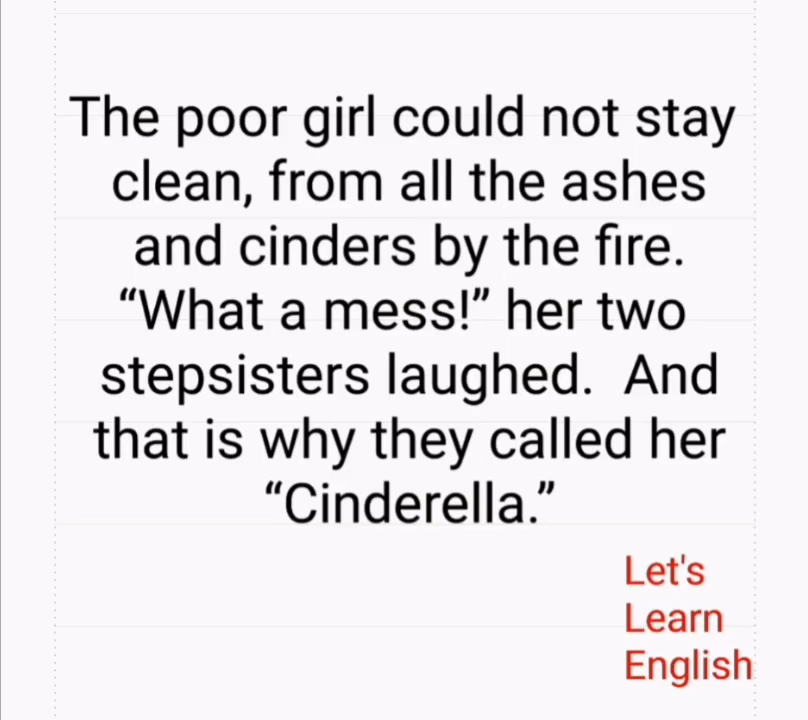 The poor girl could not stay
clean, from all the ashes
and cinders by the fire.
“What a mess!” her two
stepsisters laughed.  And
that is why they called her
“Cinderella.”
Let's
Learn
English